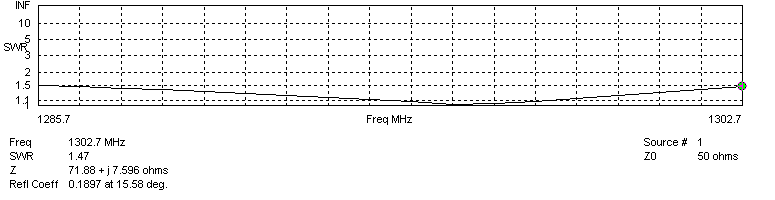 INF
10
5
SWR
3
2
1.5
1.1
1
1285.7 Freq MHz 1302.7
Freq 1302.7 MHz Source # 1
SWR 1.47 Z0 50 ohms
Z 71.88 + j 7.596 ohms
Refl Coeff 0.1897 at 15.58 deg.